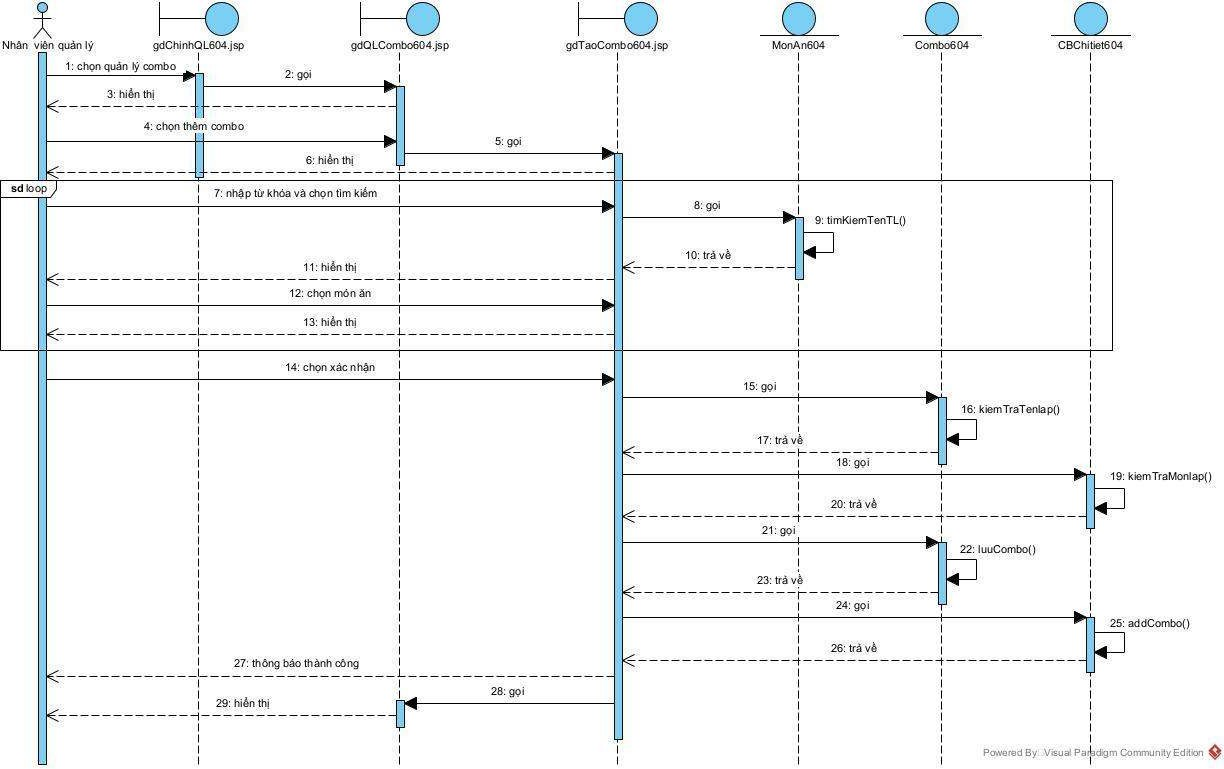 Nhân viên quản lý
gdChinhQL604.jsp
gdQLCombo604.jsp
gdTaoCombo604.jsp
MonAn604
Combo604
CBChitiet604
1: chọn quản lý combo
2: gọi
3: hiển thị
4: chọn thêm combo
5: gọi
6: hiển thị
sd loop
7: nhập từ khóa và chọn tìm kiếm
8: gọi
9: timKiemTenTL()
10: trả về
11: hiển thị
12: chọn món ăn
13: hiển thị
14: chọn xác nhận
15: gọi
16: kiemTraTenlap()
17: trả về
18: gọi
19: kiemTraMonlap()
20: trả về
21: gọi
22: luuCombo()
23: trả về
24: gọi
25: addCombo()
26: trả về
27: thông báo thành công
28: gọi
29: hiển thị
Powered By: Visual Paradigm Community Edition